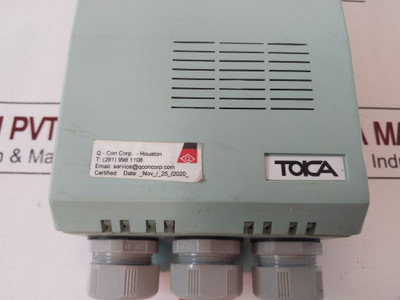 Q - Con Corp. - Houston
T: (281) 998 1108
Email: service@qconcorp.com
Certified Date: _Nov_/_25_/2020_
TOICA
M PVT
n & Ma
A MA
Indus